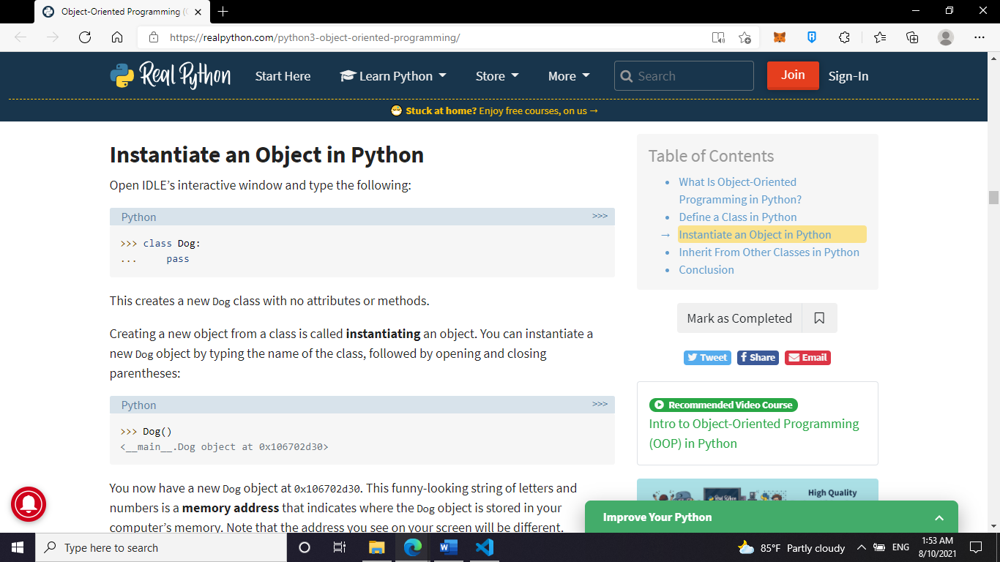 Object-Oriented Programming (
https://realpython.com/python3-object-oriented-programming/
Real Python
Start Here
Learn Python
Store
More
Search
Join
Sign-In
Stuck at home? Enjoy free courses, on us →
Instantiate an Object in Python
Open IDLE’s interactive window and type the following:
Python
>>>
>>> class Dog:
...     pass
This creates a new Dog class with no attributes or methods.
Creating a new object from a class is called instantiating an object. You can instantiate a
new Dog object by typing the name of the class, followed by opening and closing
parentheses:
Python
>>>
>>> Dog()
<__main__.Dog object at 0x106702d30>
You now have a new Dog object at 0x106702d30. This funny-looking string of letters and
numbers is a memory address that indicates where the Dog object is stored in your
computer’s memory. Note that the address you see on your screen will be different.
Table of Contents
• What Is Object-Oriented
Programming in Python?
• Define a Class in Python
→ Instantiate an Object in Python
• Inherit From Other Classes in Python
• Conclusion
Mark as Completed
Tweet
Share
Email
Recommended Video Course
Intro to Object-Oriented Programming
(OOP) in Python
Real Python
High Quality
Improve Your Python
Type here to search
85°F Partly cloudy
ENG
1:53 AM
8/10/2021